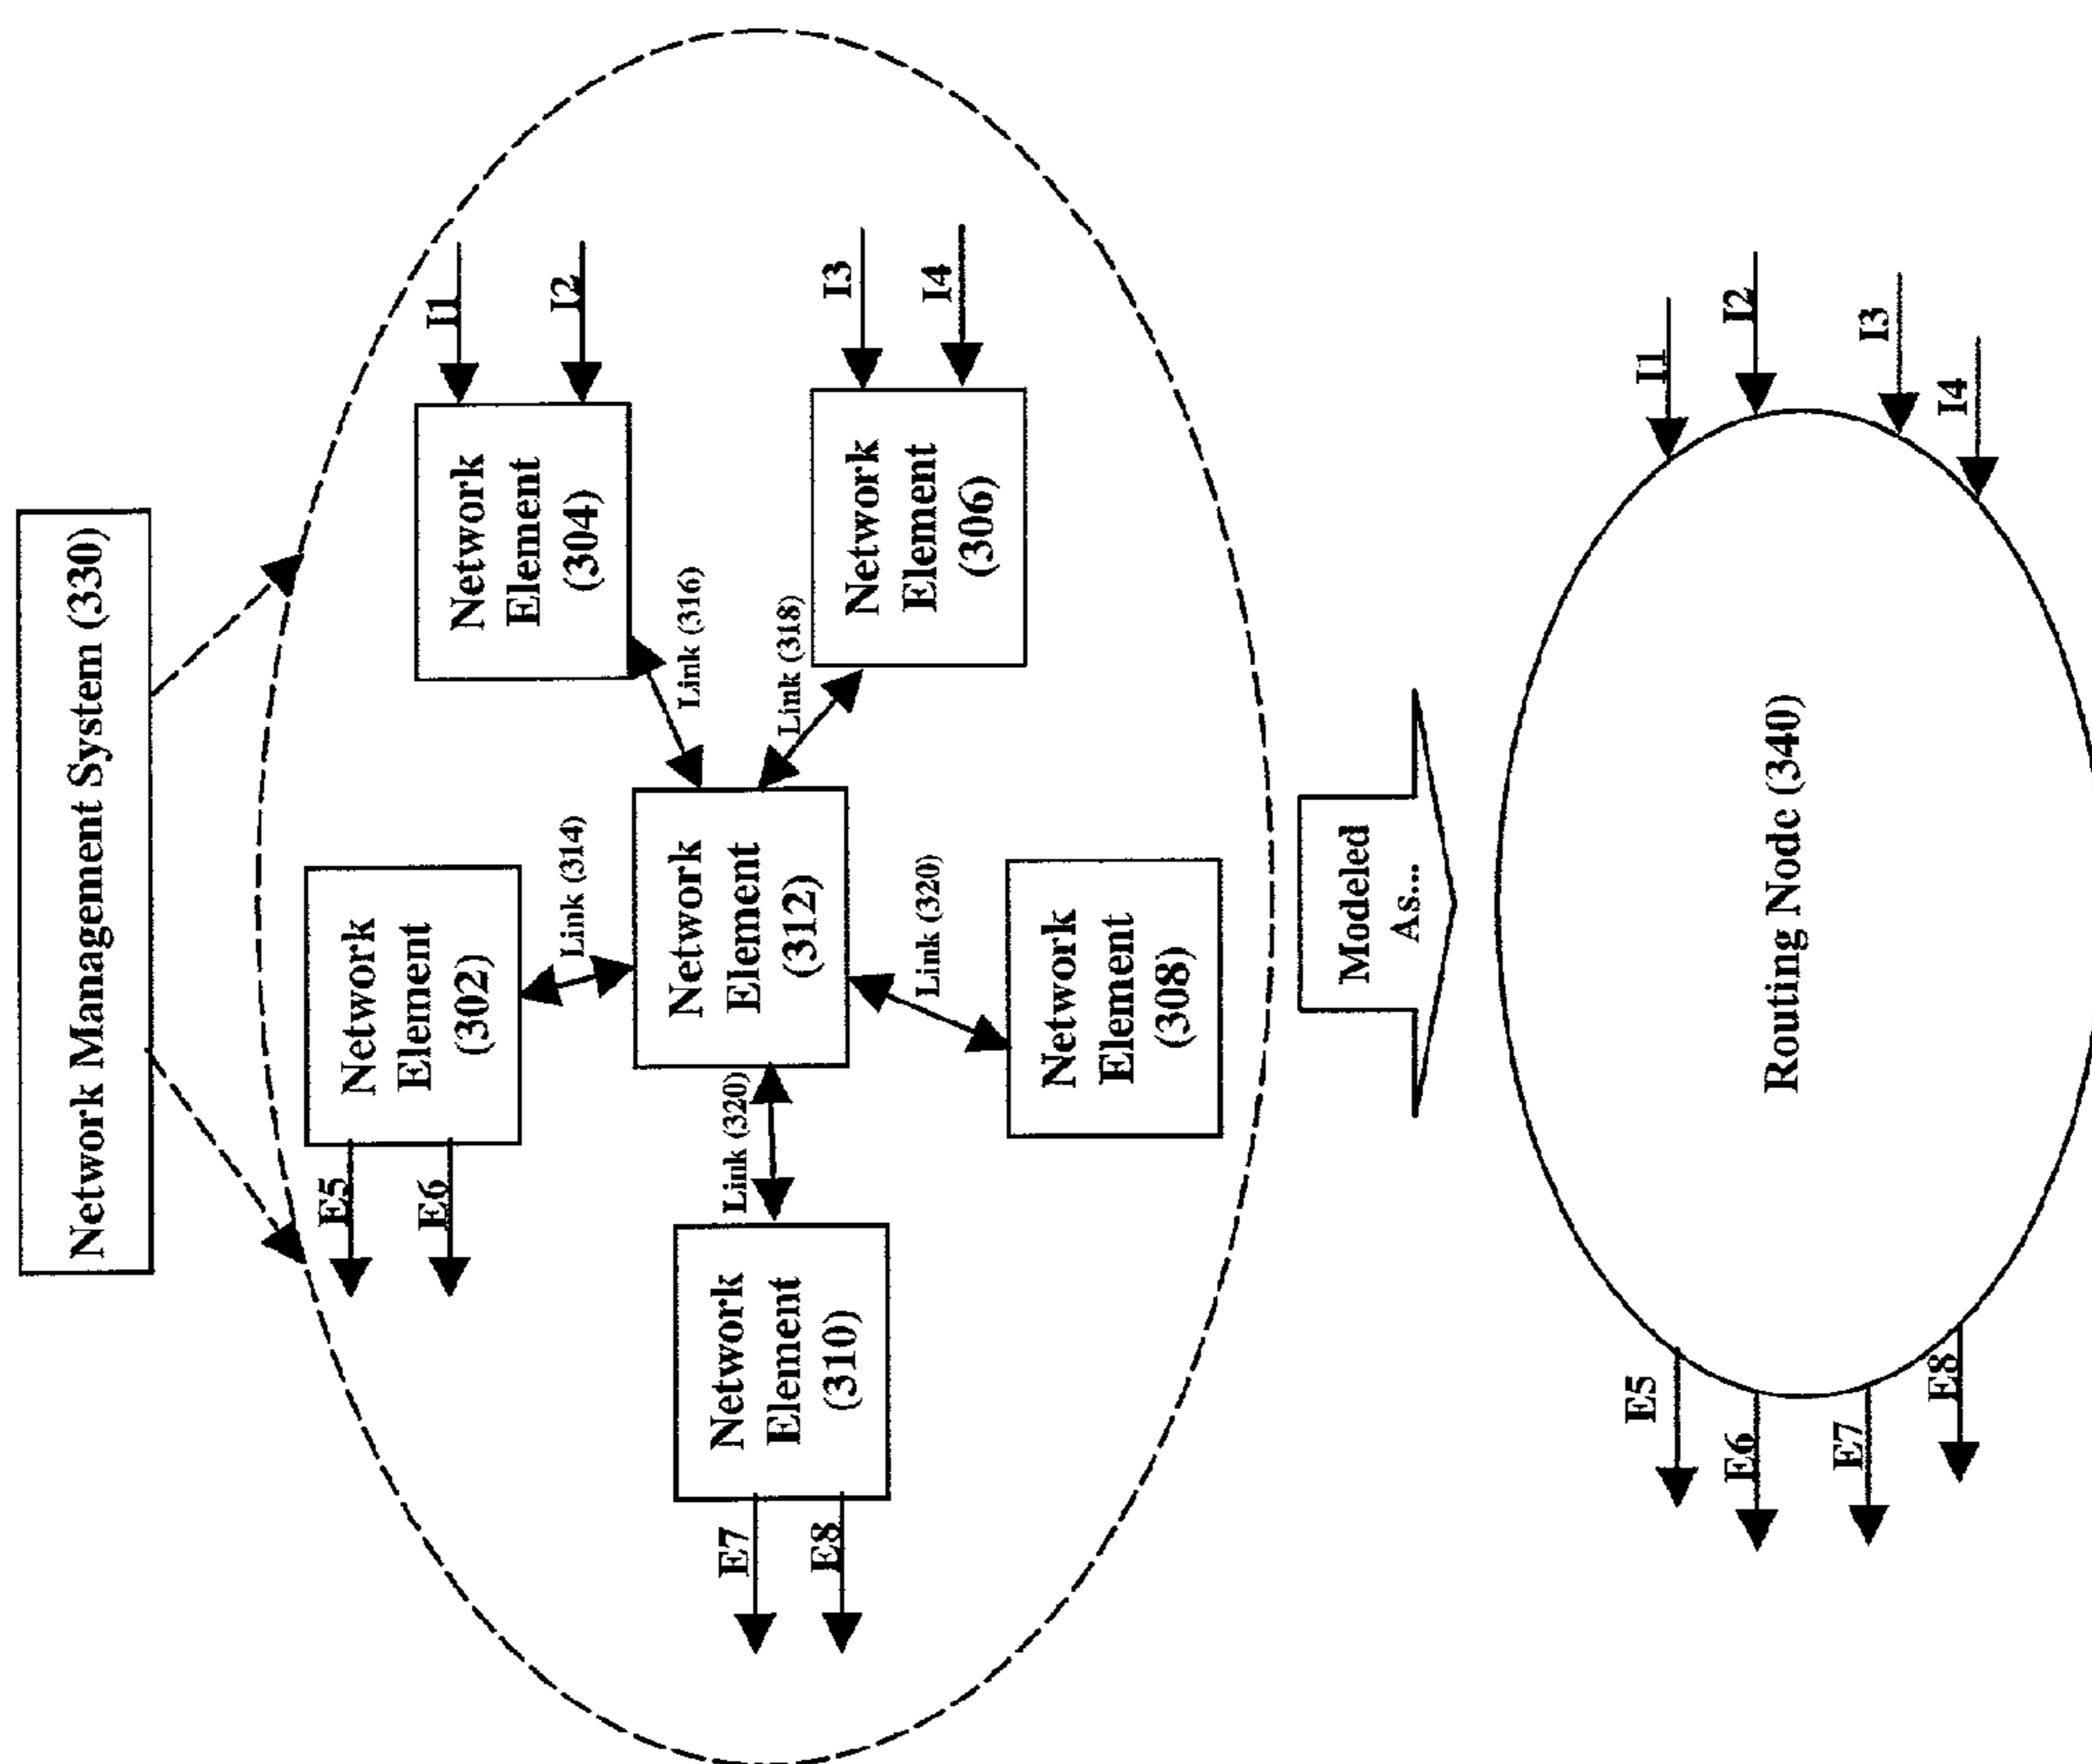 Network Management System (330)
E5
E6
Network
Element
(302)
Link (314)
Network
Element
(304)
I1
I2
Link (316)
E7
E8
Network
Element
(310)
Link (320)
Network
Element
(312)
Link (318)
Network
Element
(306)
I3
I4
Link (320)
Network
Element
(308)
Modeled
As...
Routing Node (340)
E5
E6
E7
E8
I1
I2
I3
I4